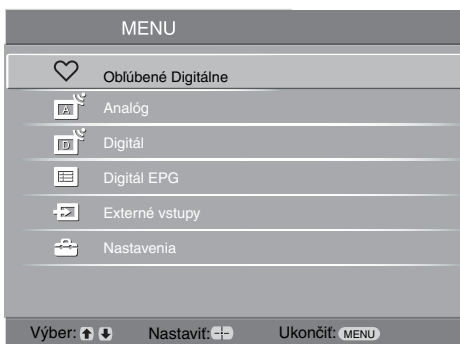 MENU
Obľúbené Digitálne
Analóg
Digitál
Digitál EPG
Externé vstupy
Nastavenia
Výber: Nastaviť: Ukončiť: MENU